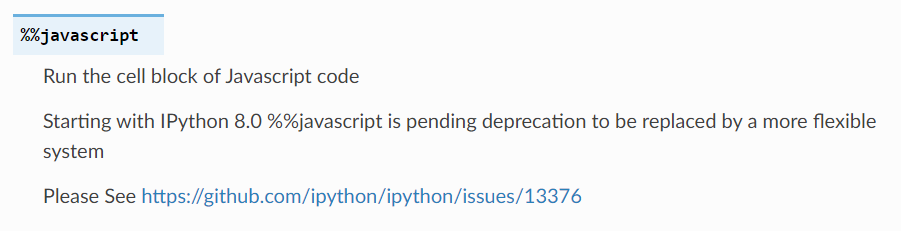 %%javascript
Run the cell block of Javascript code
Starting with IPython 8.0 %%javascript is pending deprecation to be replaced by a more flexible
system
Please See https://github.com/ipython/ipython/issues/13376